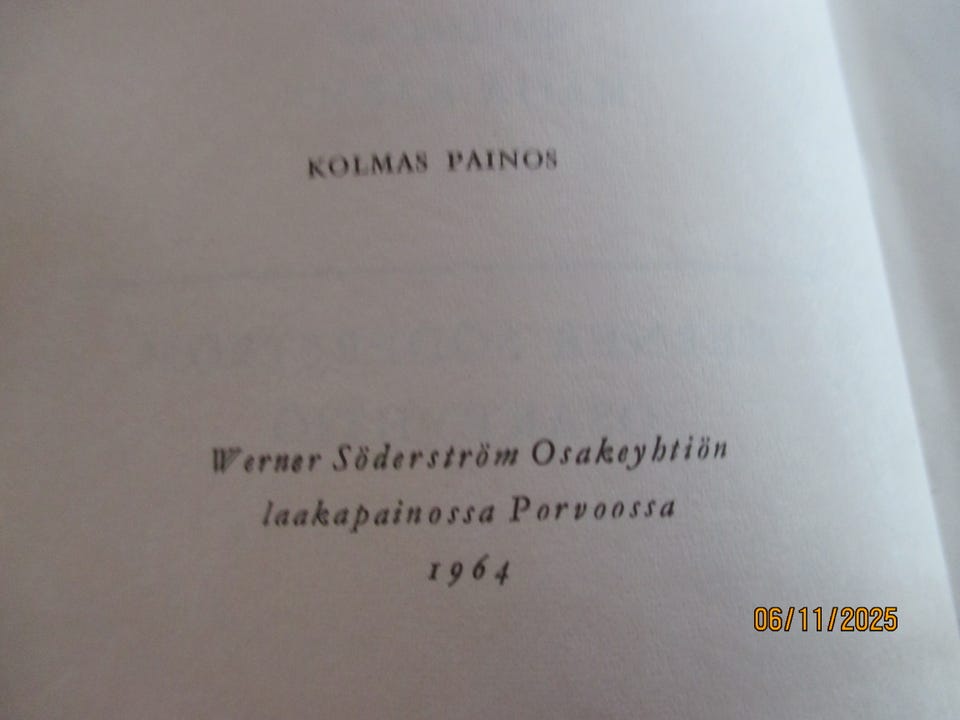 KOLMAS PAINOS
Werner Söderström Osakeyhtiön
laakapainossa Porvoossa
1964
06/11/2025